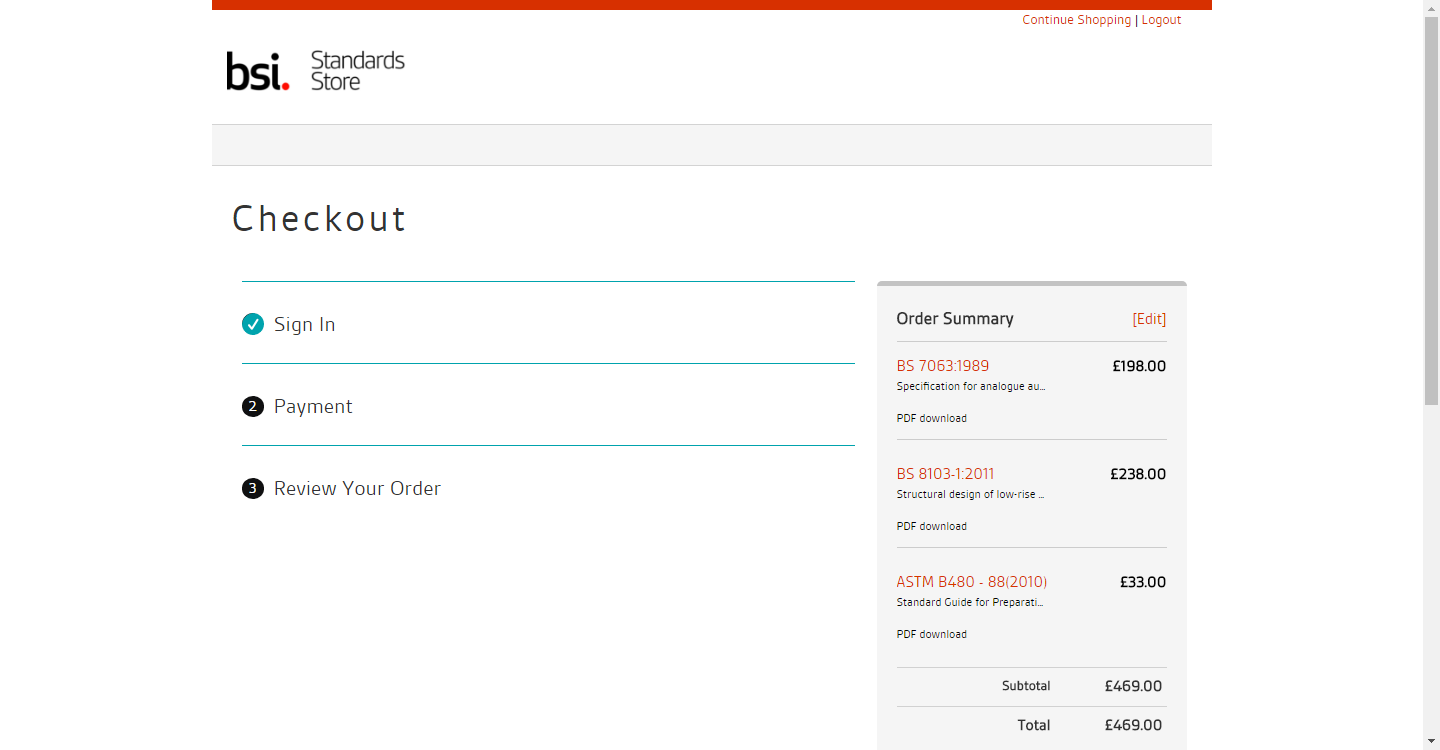 Continue Shopping | Logout
bsi. Standards
Store
Checkout
Sign In
2 Payment
3 Review Your Order
Order Summary [Edit]
BS 7063:1989 £198.00
Specification for analogue au...
PDF download
BS 8103-1:2011 £238.00
Structural design of low-rise ...
PDF download
ASTM B480 - 88(2010) £33.00
Standard Guide for Preparati...
PDF download
Subtotal £469.00
Total £469.00